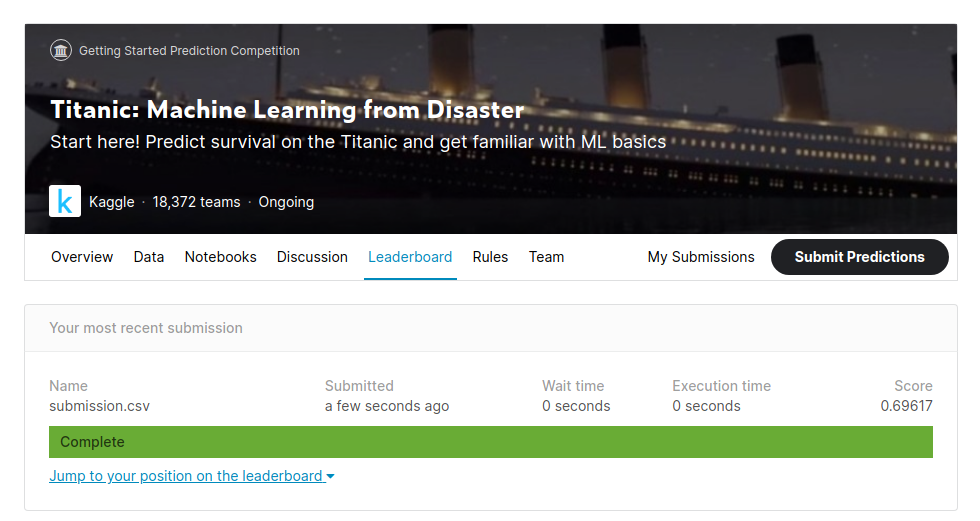 Getting Started Prediction Competition
Titanic: Machine Learning from Disaster
Start here! Predict survival on the Titanic and get familiar with ML basics
k Kaggle · 18,372 teams · Ongoing
Overview Data Notebooks Discussion Leaderboard Rules Team My Submissions Submit Predictions
Your most recent submission
Name Submitted Wait time Execution time Score
submission.csv a few seconds ago 0 seconds 0 seconds 0.69617
Complete
Jump to your position on the leaderboard